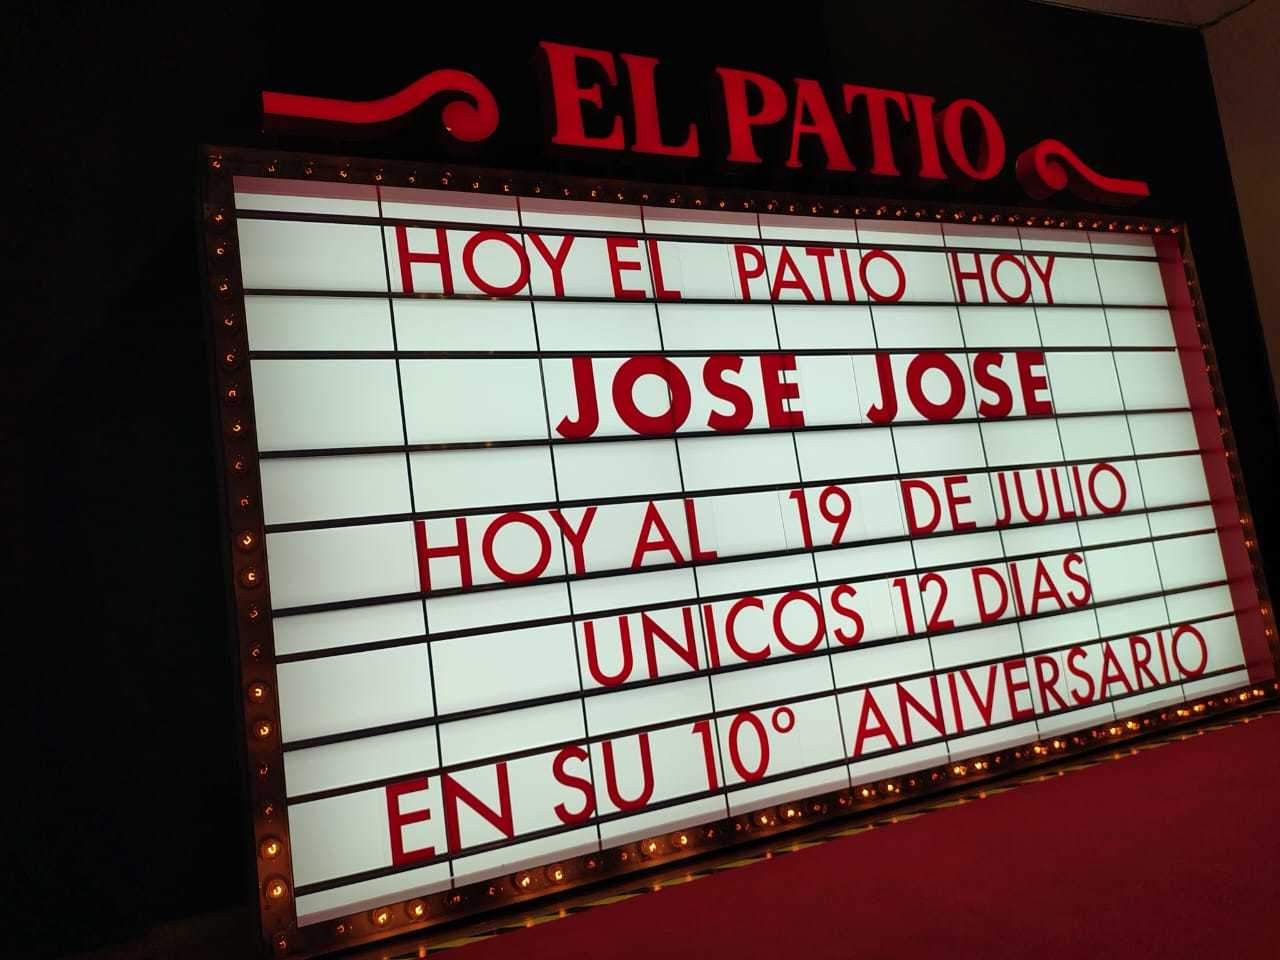 EL PATIO
HOY EL PATIO HOY
JOSE JOSE
HOY AL 19 DE JULIO
UNICOS 12 DIAS
EN SU 10° ANIVERSARIO